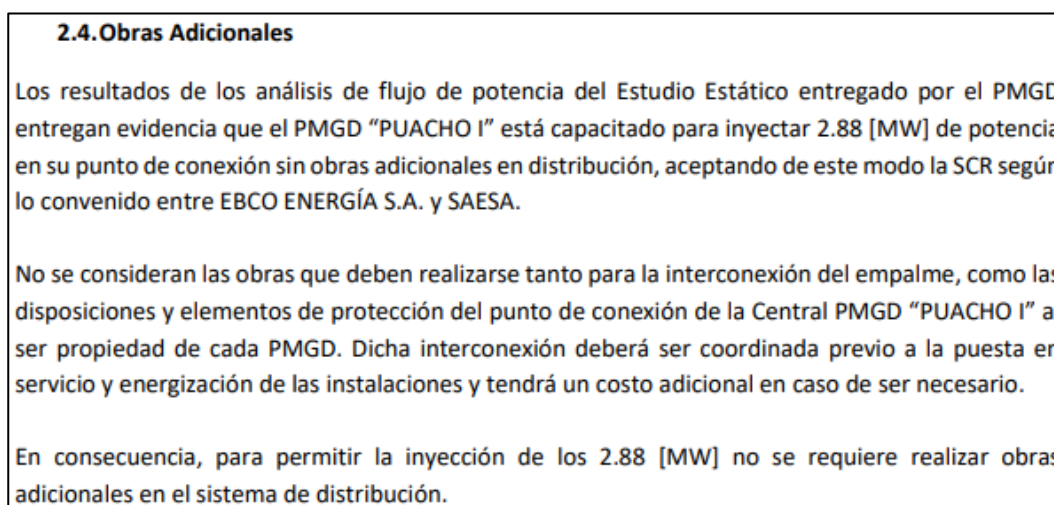 2.4.Obras Adicionales
Los resultados de los análisis de flujo de potencia del Estudio Estático entregado por el PMGD
entregan evidencia que el PMGD “PUACHO I” está capacitado para inyectar 2.88 [MW] de potencia
en su punto de conexión sin obras adicionales en distribución, aceptando de este modo la SCR según
lo convenido entre EBCO ENERGÍA S.A. y SAESA.
No se consideran las obras que deben realizarse tanto para la interconexión del empalme, como las
disposiciones y elementos de protección del punto de conexión de la Central PMGD “PUACHO I” al
ser propiedad de cada PMGD. Dicha interconexión deberá ser coordinada previo a la puesta en
servicio y energización de las instalaciones y tendrá un costo adicional en caso de ser necesario.
En consecuencia, para permitir la inyección de los 2.88 [MW] no se requiere realizar obras
adicionales en el sistema de distribución.